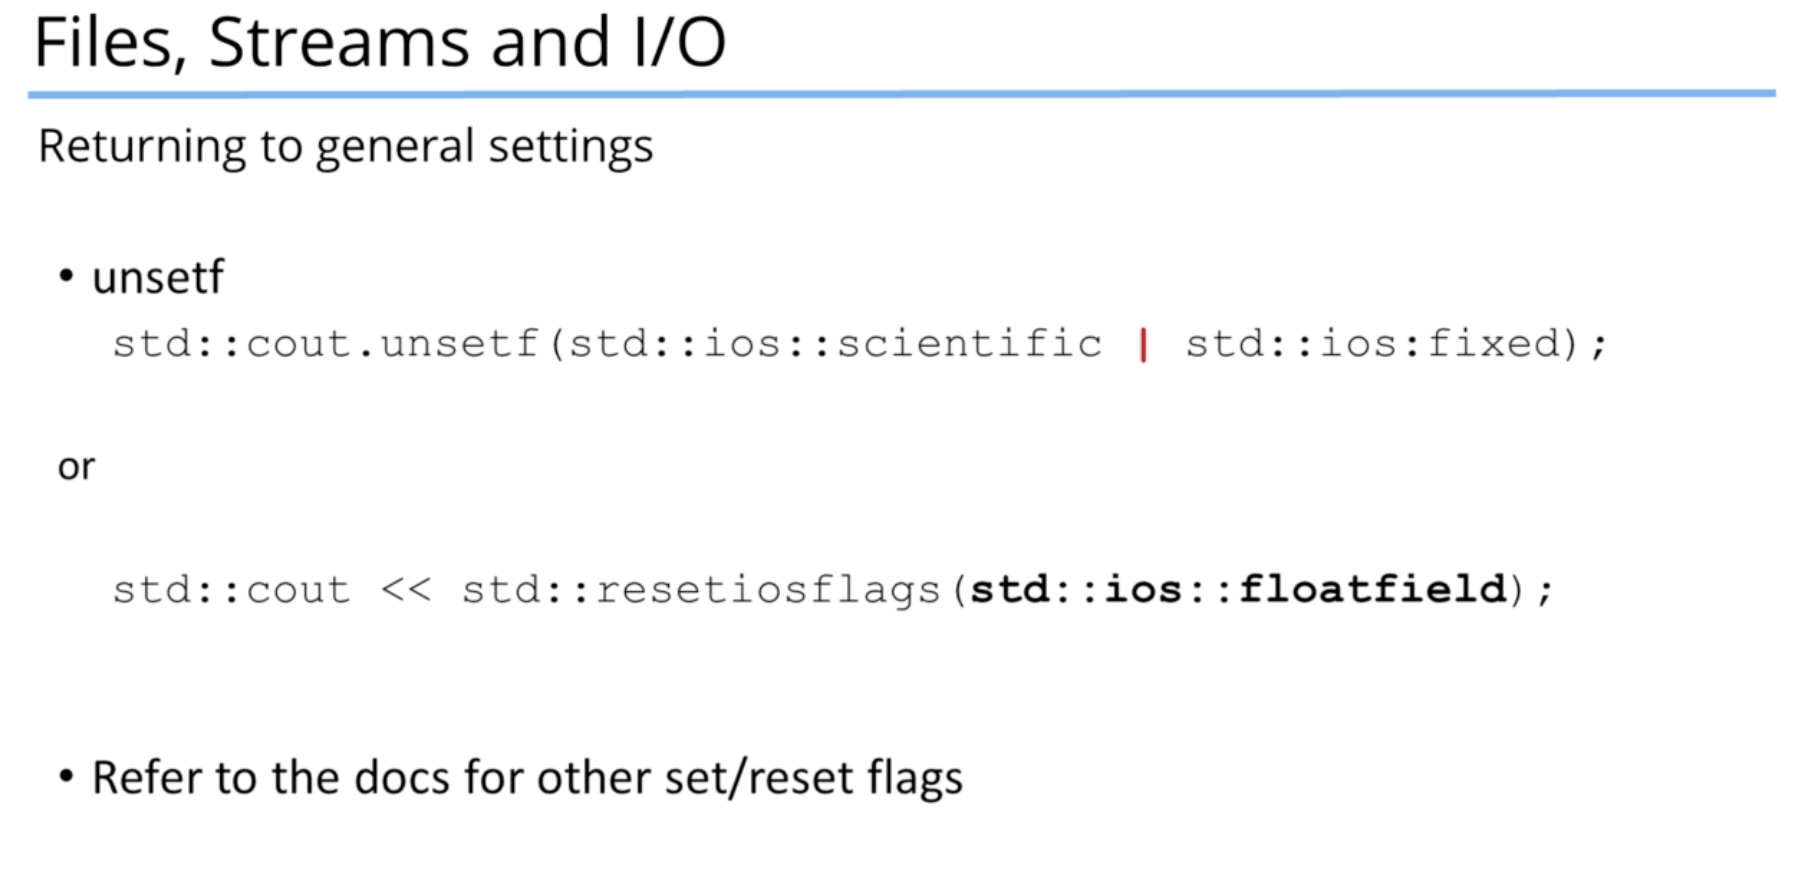 Files, Streams and I/O
Returning to general settings
• unsetf
std::cout.unsetf(std::ios::scientific | std::ios:fixed);
or
std::cout << std::resetiosflags(std::ios::floatfield);
• Refer to the docs for other set/reset flags